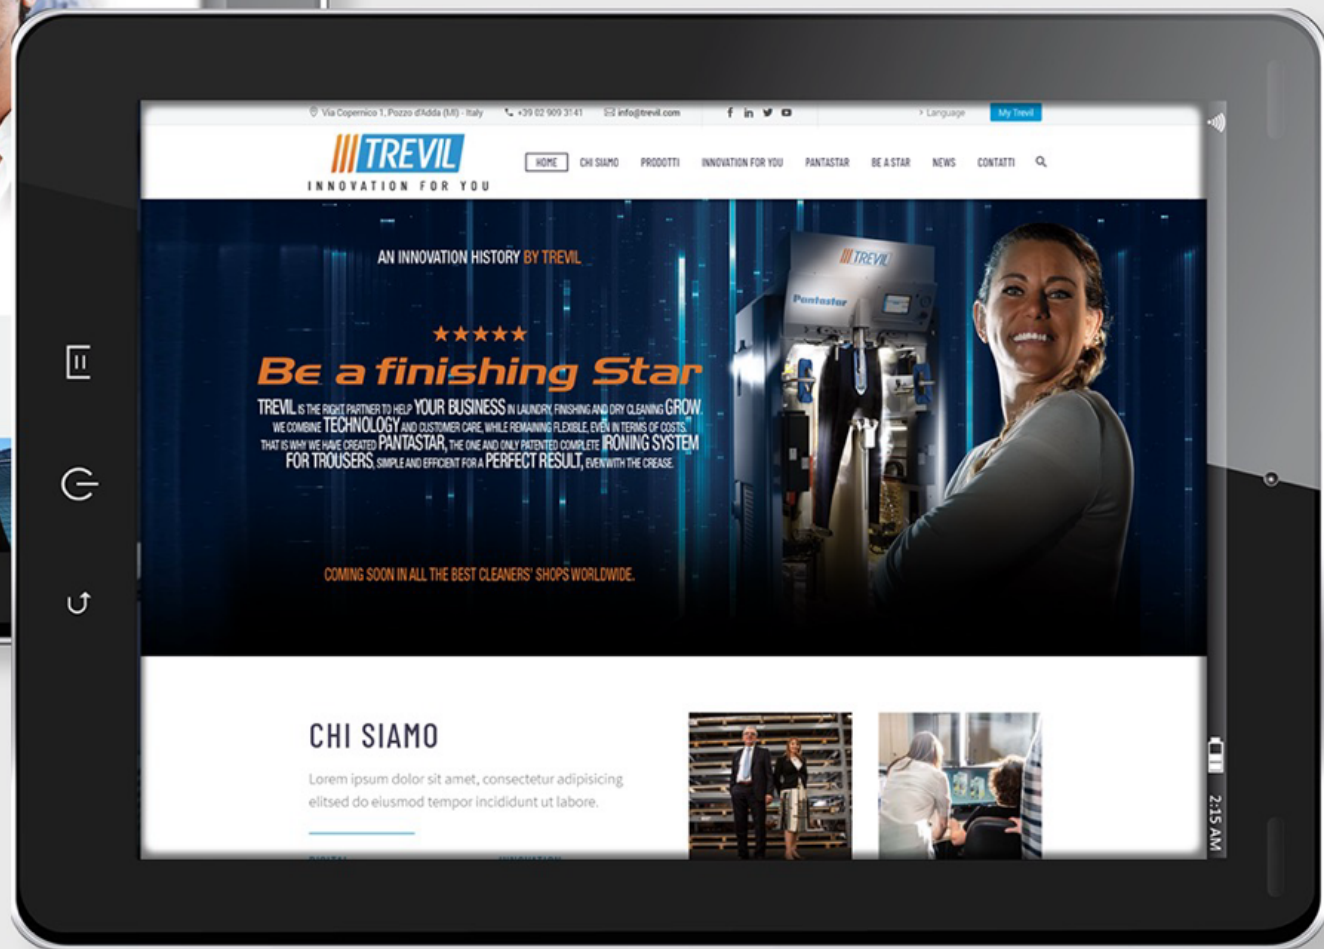 Via Copernico 1, Pozzo d'Adda (MI) - Italy +39 02 909 3141 info@trevil.com > Language My Trevil
TREVIL
INNOVATION FOR YOU
HOME CHI SIAMO PRODOTTI INNOVATION FOR YOU PANTASTAR BE A STAR NEWS CONTATTI
AN INNOVATION HISTORY BY TREVIL
TREVIL
Pantastar
Be a finishing Star
TREVIL IS THE RIGHT PARTNER TO HELP YOUR BUSINESS IN LAUNDRY, FINISHING AND DRY CLEANING GROW.
WE COMBINE TECHNOLOGY AND CUSTOMER CARE, WHILE REMAINING FLEXIBLE, EVEN IN TERMS OF COSTS.
THAT IS WHY WE HAVE CREATED PANTASTAR, THE ONE AND ONLY PATENTED COMPLETE IRONING SYSTEM
FOR TROUSERS, SIMPLE AND EFFICIENT FOR A PERFECT RESULT, EVEN WITH THE CREASE.
COMING SOON IN ALL THE BEST CLEANERS' SHOPS WORLDWIDE.
CHI SIAMO
Lorem ipsum dolor sit amet, consectetur adipisicing
elitsed do eiusmod tempor incididunt ut labore.
DIGITAL INNOVATION
2:15 AM